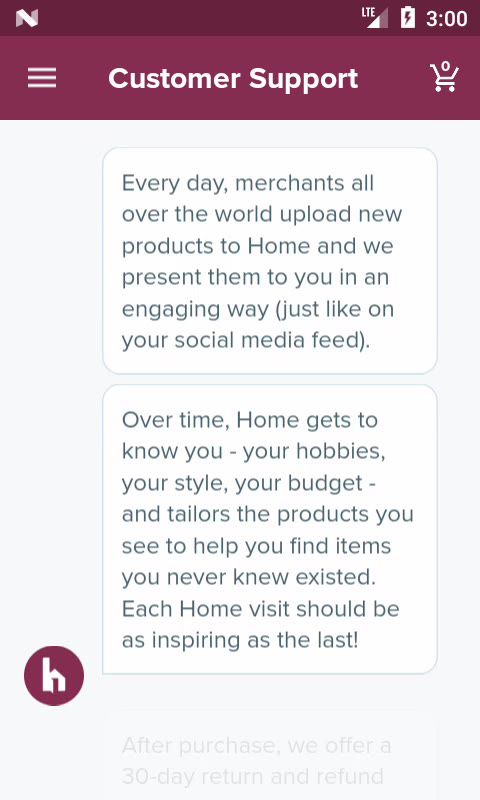 LTE 3:00
Customer Support
0
Every day, merchants all
over the world upload new
products to Home and we
present them to you in an
engaging way (just like on
your social media feed).
Over time, Home gets to
know you - your hobbies,
your style, your budget -
and tailors the products you
see to help you find items
you never knew existed.
Each Home visit should be
as inspiring as the last!
h
After purchase, we offer a
30-day return and refund